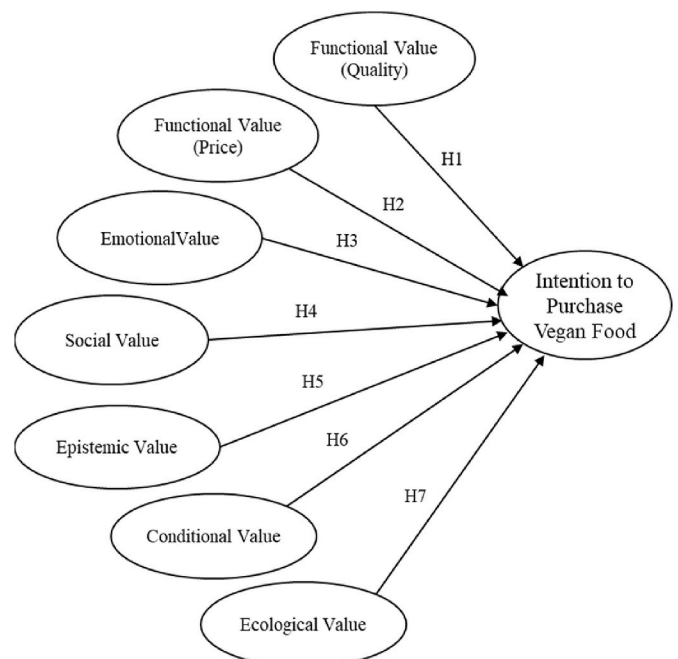 Functional Value
(Quality)
Functional Value
(Price)
H1
H2
EmotionalValue
H3
Intention to
Purchase
Vegan Food
H4
Social Value
H5
Epistemic Value
H6
H7
Conditional Value
Ecological Value